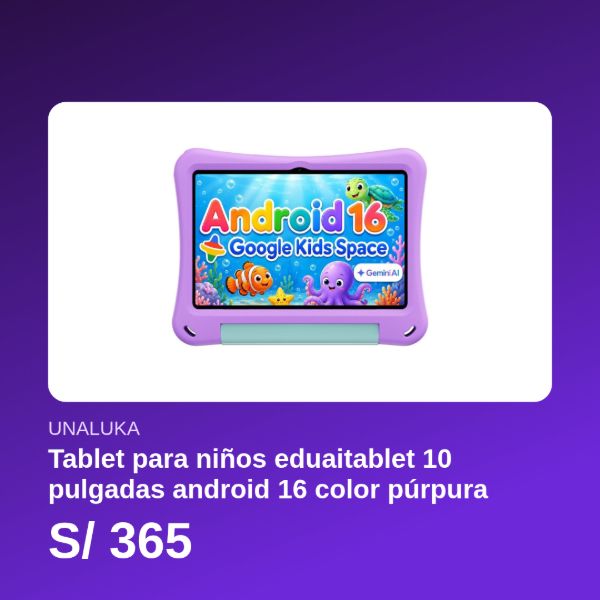 Android 16
Google Kids Space
Gemini AI
UNALUKA
Tablet para niños eduaitablet 10
pulgadas android 16 color púrpura
S/ 365